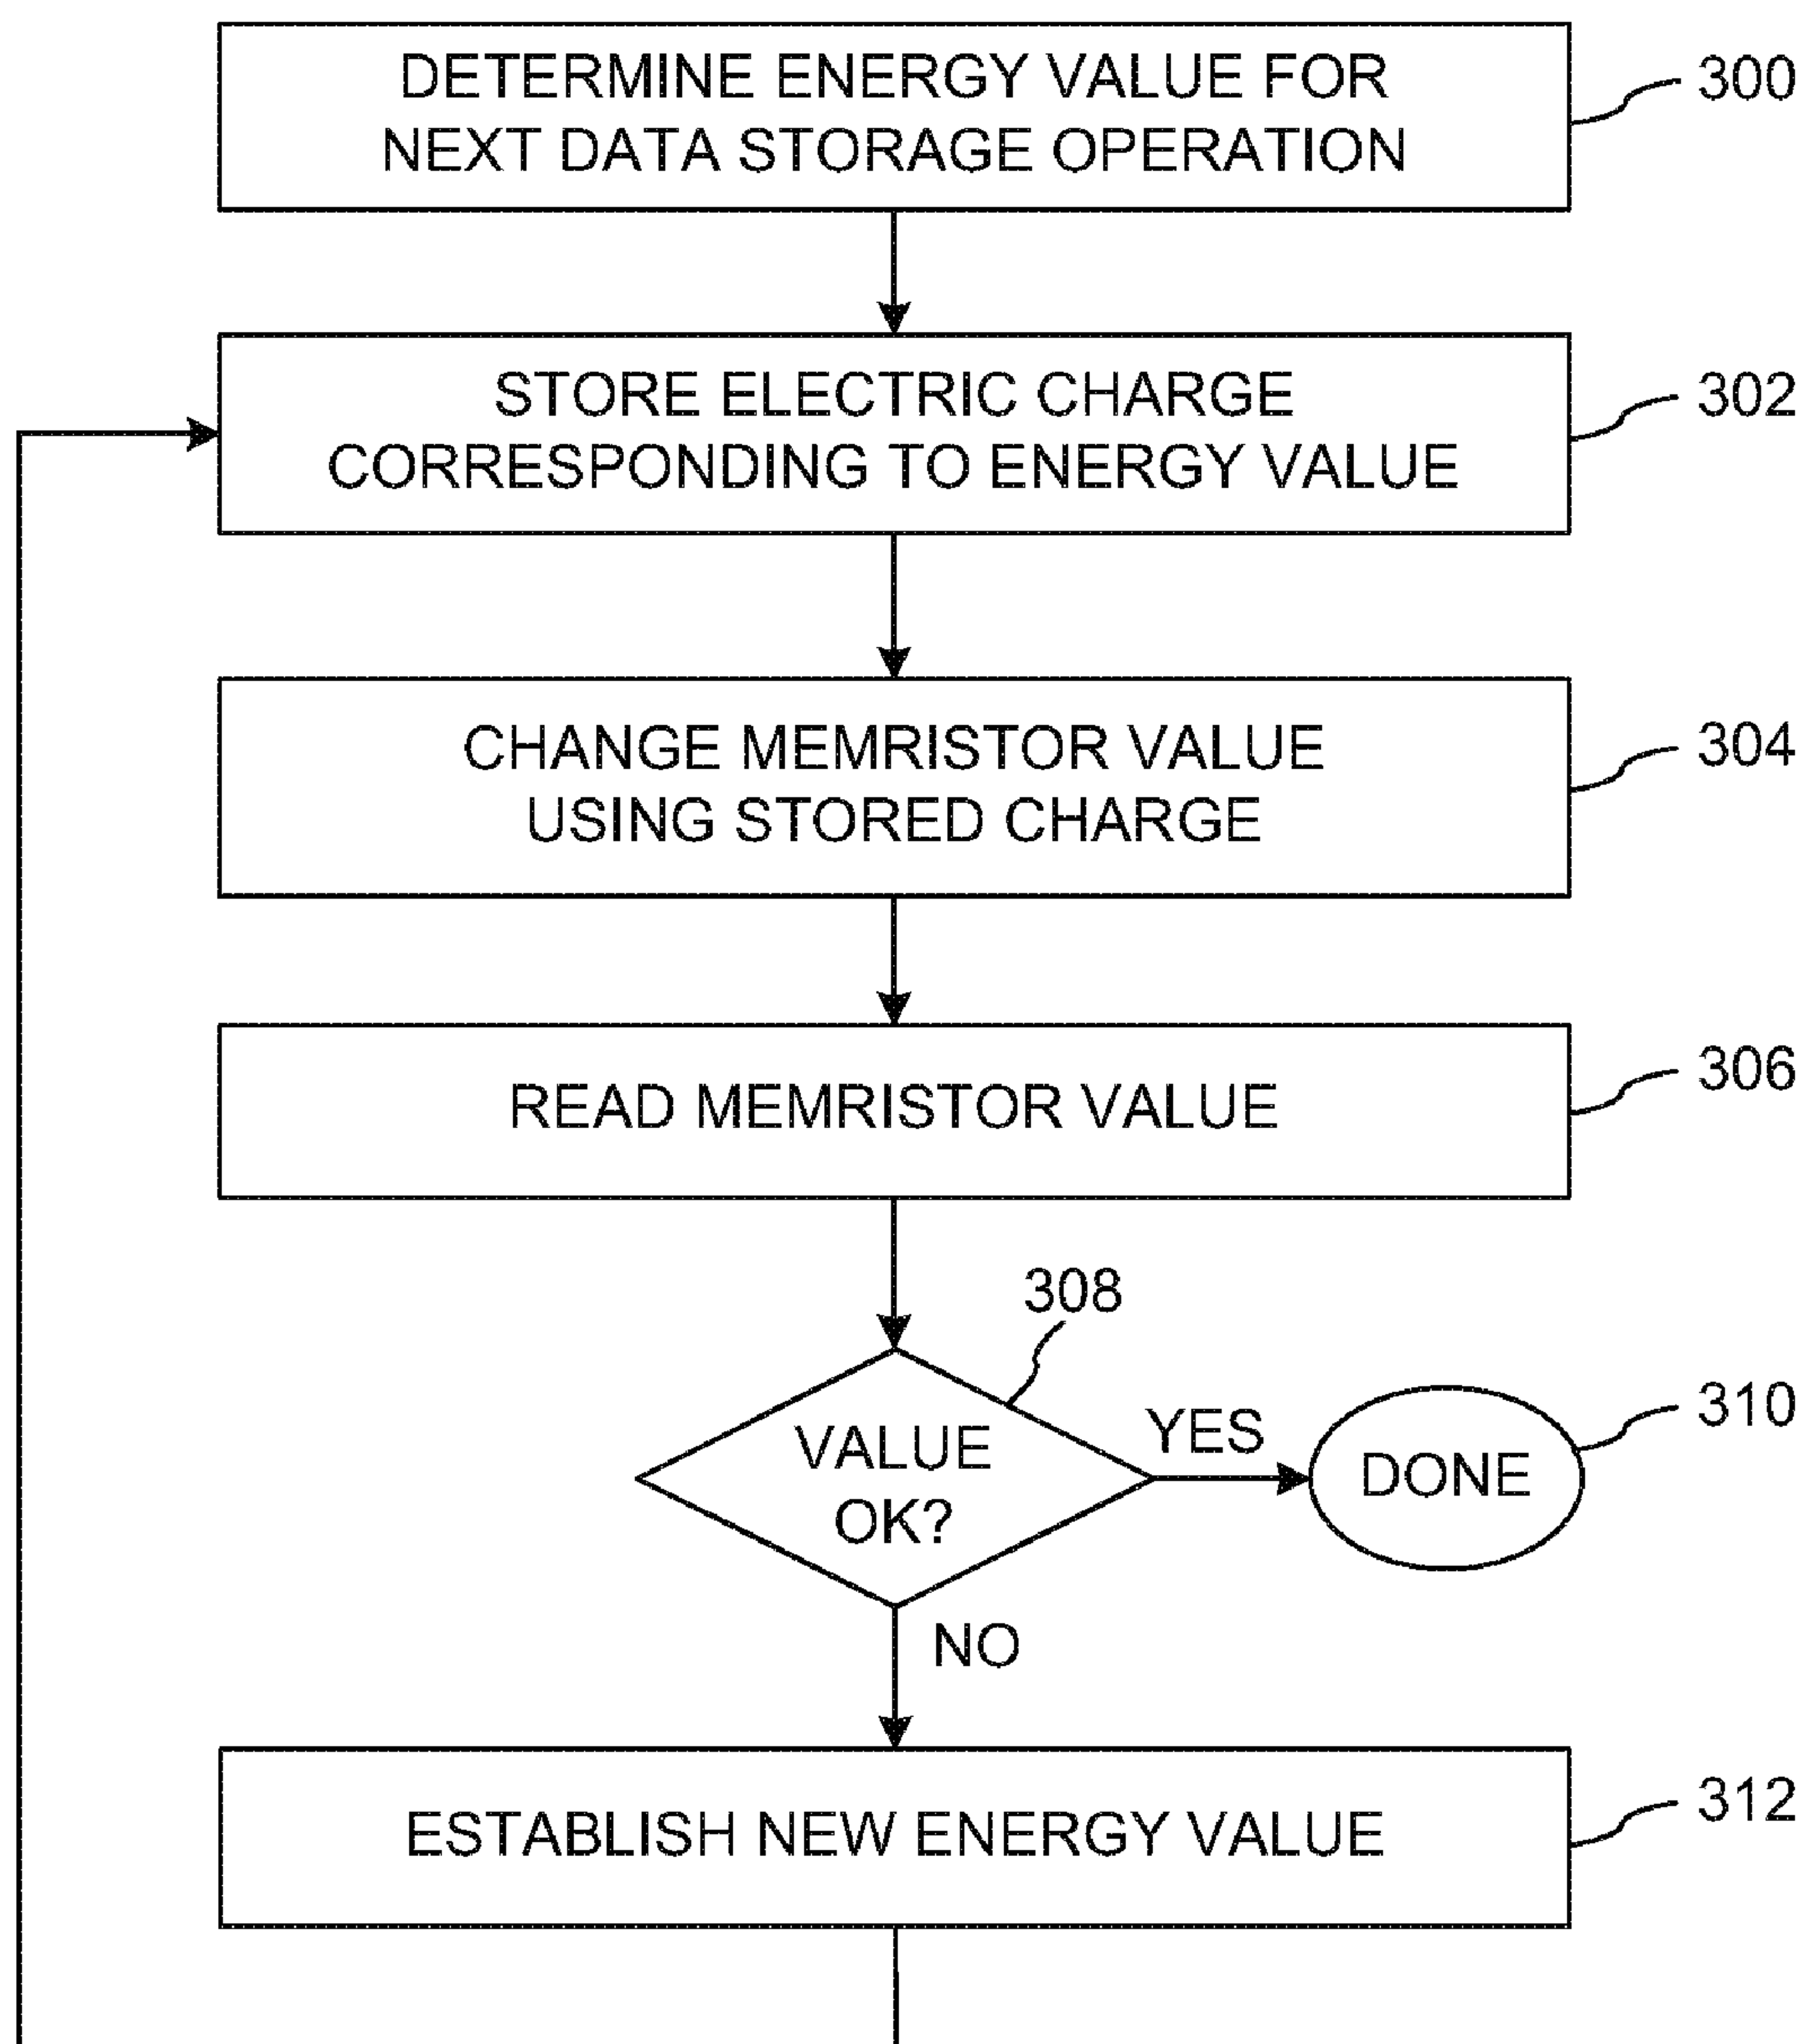 DETERMINE ENERGY VALUE FOR
NEXT DATA STORAGE OPERATION
300
STORE ELECTRIC CHARGE
CORRESPONDING TO ENERGY VALUE
302
CHANGE MEMRISTOR VALUE
USING STORED CHARGE
304
READ MEMRISTOR VALUE
306
308
VALUE
OK?
YES
DONE
310
NO
ESTABLISH NEW ENERGY VALUE
312